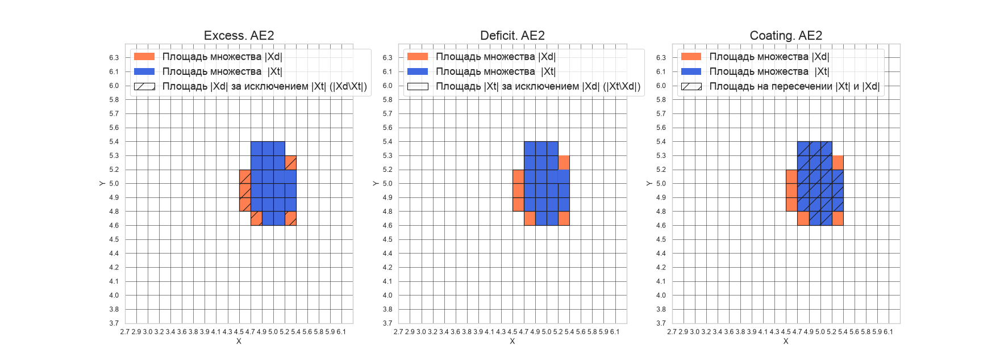 Excess. AE2
Площадь множества |Xd|
Площадь множества |Xt|
Площадь |Xd| за исключением |Xt| (|Xd\Xt|)
6.3
6.1
6.0
5.8
5.7
5.6
5.4
5.3
5.2
5.0
4.9
4.8
4.6
4.5
4.4
4.2
4.1
4.0
3.8
3.7
Y
2.7 2.9 3.0 3.2 3.4 3.6 3.8 3.9 4.1 4.3 4.5 4.7 4.9 5.0 5.2 5.4 5.6 5.8 5.9 6.1
X
Deficit. AE2
Площадь множества |Xd|
Площадь множества |Xt|
Площадь |Xt| за исключением |Xd| (|Xt\Xd|)
6.3
6.1
6.0
5.8
5.7
5.6
5.4
5.3
5.2
5.0
4.9
4.8
4.6
4.5
4.4
4.2
4.1
4.0
3.8
3.7
Y
2.7 2.9 3.0 3.2 3.4 3.6 3.8 3.9 4.1 4.3 4.5 4.7 4.9 5.0 5.2 5.4 5.6 5.8 5.9 6.1
X
Coating. AE2
Площадь множества |Xd|
Площадь множества |Xt|
Площадь на пересечении |Xt| и |Xd|
6.3
6.1
6.0
5.8
5.7
5.6
5.4
5.3
5.2
5.0
4.9
4.8
4.6
4.5
4.4
4.2
4.1
4.0
3.8
3.7
Y
2.7 2.9 3.0 3.2 3.4 3.6 3.8 3.9 4.1 4.3 4.5 4.7 4.9 5.0 5.2 5.4 5.6 5.8 5.9 6.1
X